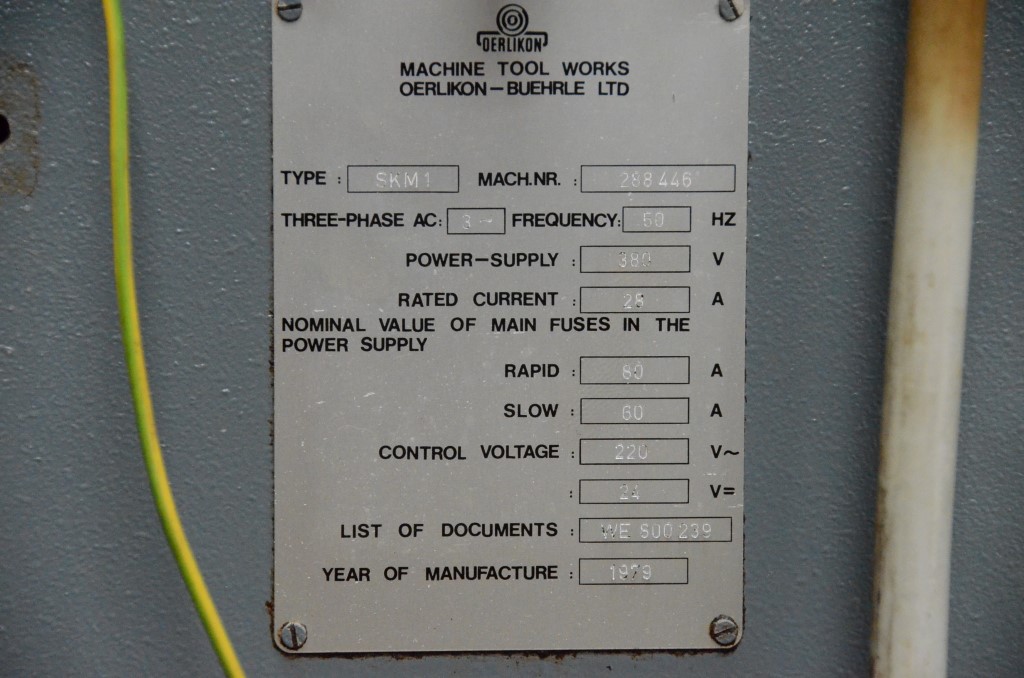 OERLIKON
MACHINE TOOL WORKS
OERLIKON-BUEHRLE LTD
TYPE : SKM1 MACH.NR. : 288 446
THREE-PHASE AC: 3 ~ FREQUENCY: 50 HZ
POWER-SUPPLY : 380 V
RATED CURRENT : A
NOMINAL VALUE OF MAIN FUSES IN THE
POWER SUPPLY
RAPID : 80 A
SLOW : 60 A
CONTROL VOLTAGE : 220 V~
: 24 V=
LIST OF DOCUMENTS : WE 239
YEAR OF MANUFACTURE : 1979